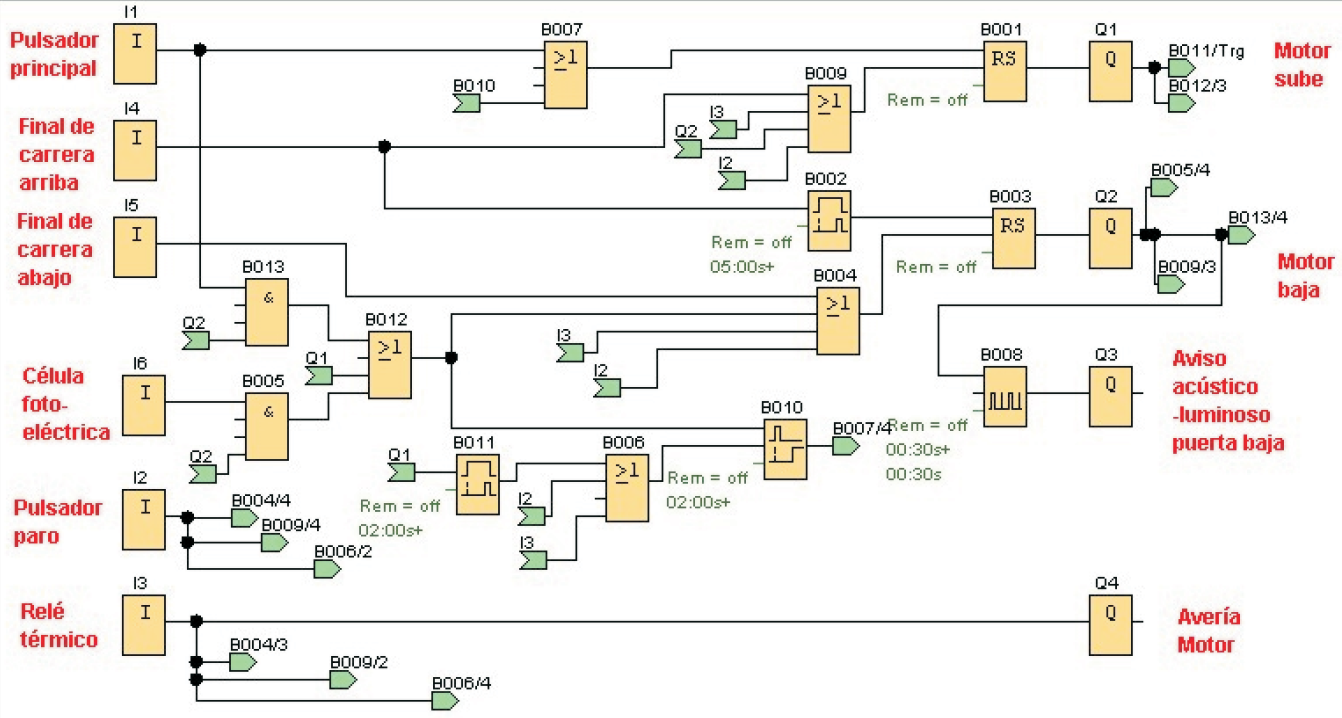 I1
Pulsador
principal
I
B007
≥1
B010
B001
RS
Rem = off
Q1
Q
B011/Trg
B012/3
Motor
sube
I4
Final de
carrera
arriba
I
B009
≥1
I3
Q2
I2
B002
Rem = off
05:00s+
B003
RS
Rem = off
Q2
Q
B005/4
B013/4
B009/3
Motor
baja
I5
Final de
carrera
abajo
I
B013
&
Q2
B012
≥1
Q1
B004
≥1
I3
I2
I6
Célula
foto-
eléctrica
I
B005
&
Q2
B008
Rem = off
00:30s+
00:30s
Q3
Q
Aviso
acústico
-luminoso
puerta baja
B010
Rem = off
02:00s+
B007/4
Q1
B011
Rem = off
02:00s+
B006
≥1
I2
I3
I2
Pulsador
paro
I
B004/4
B009/4
B006/2
I3
Relé
térmico
I
B004/3
B009/2
B006/4
Q4
Q
Avería
Motor